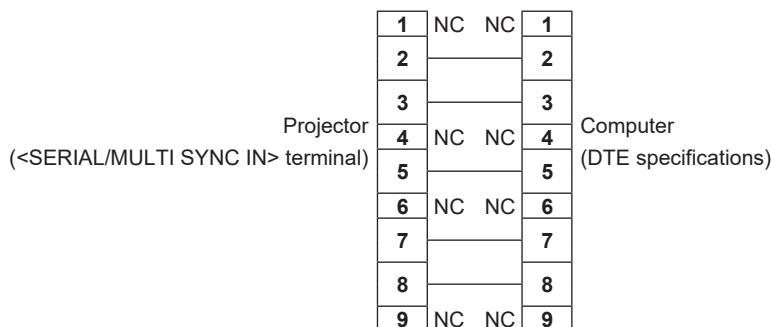 1 NC NC 1
2 2
3 3
Projector
(<SERIAL/MULTI SYNC IN> terminal)
4 NC NC 4
Computer
(DTE specifications)
5 5
6 NC NC 6
7 7
8 8
9 NC NC 9